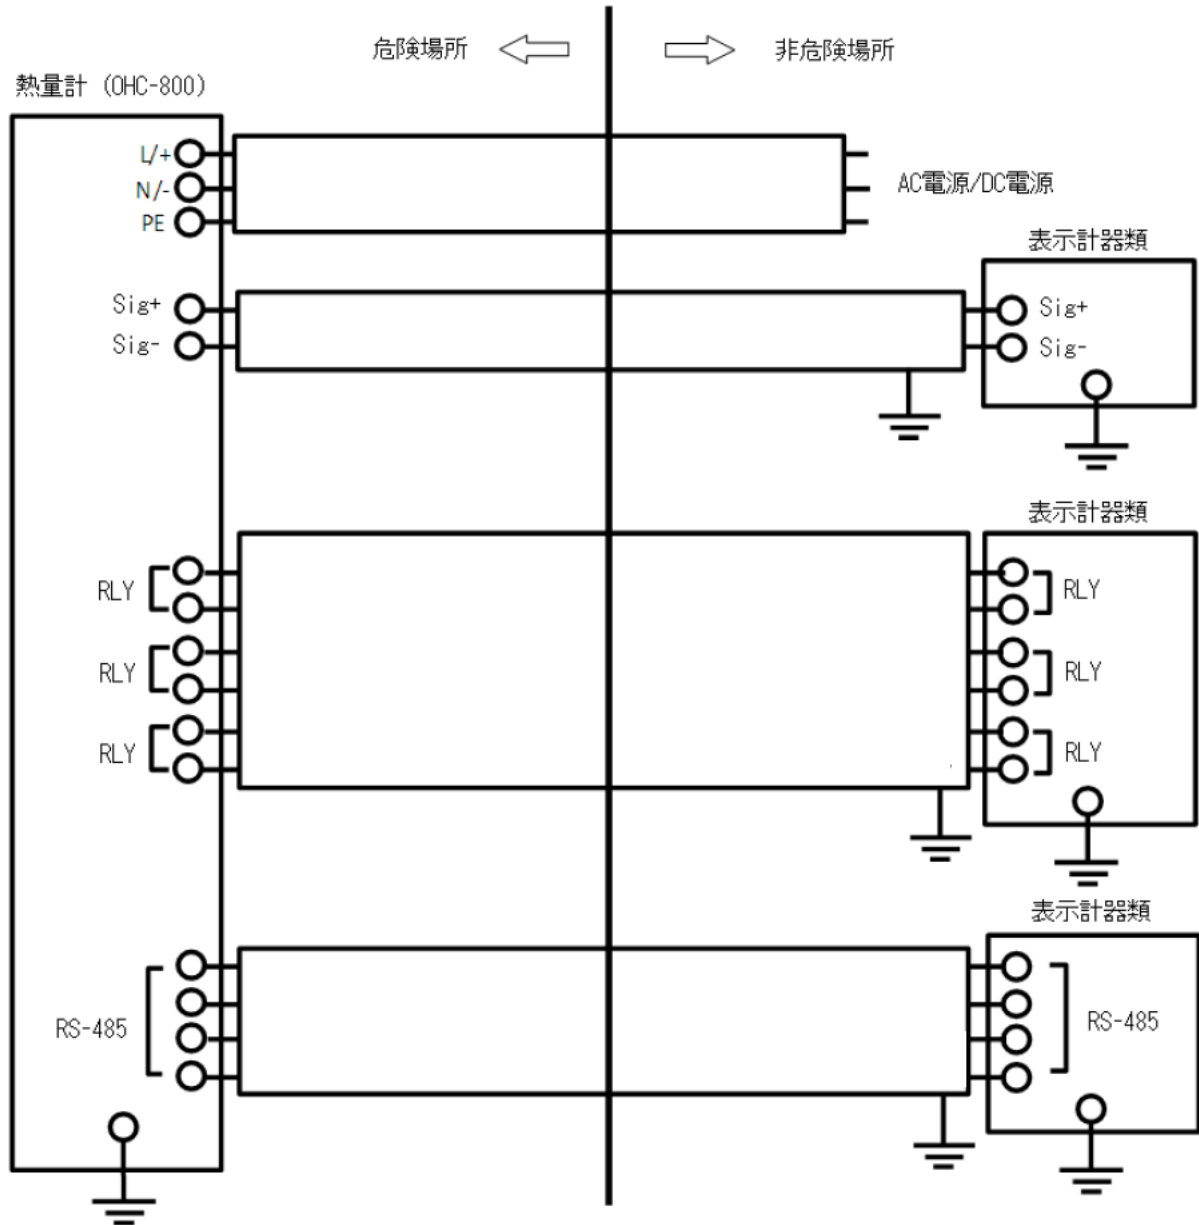 危険場所
非危険場所
熱量計 (OHC-800)
L/+
N/-
PE
AC電源/DC電源
表示計器類
Sig+
Sig-
Sig+
Sig-
表示計器類
RLY
RLY
RLY
RLY
RLY
RLY
表示計器類
RS-485
RS-485